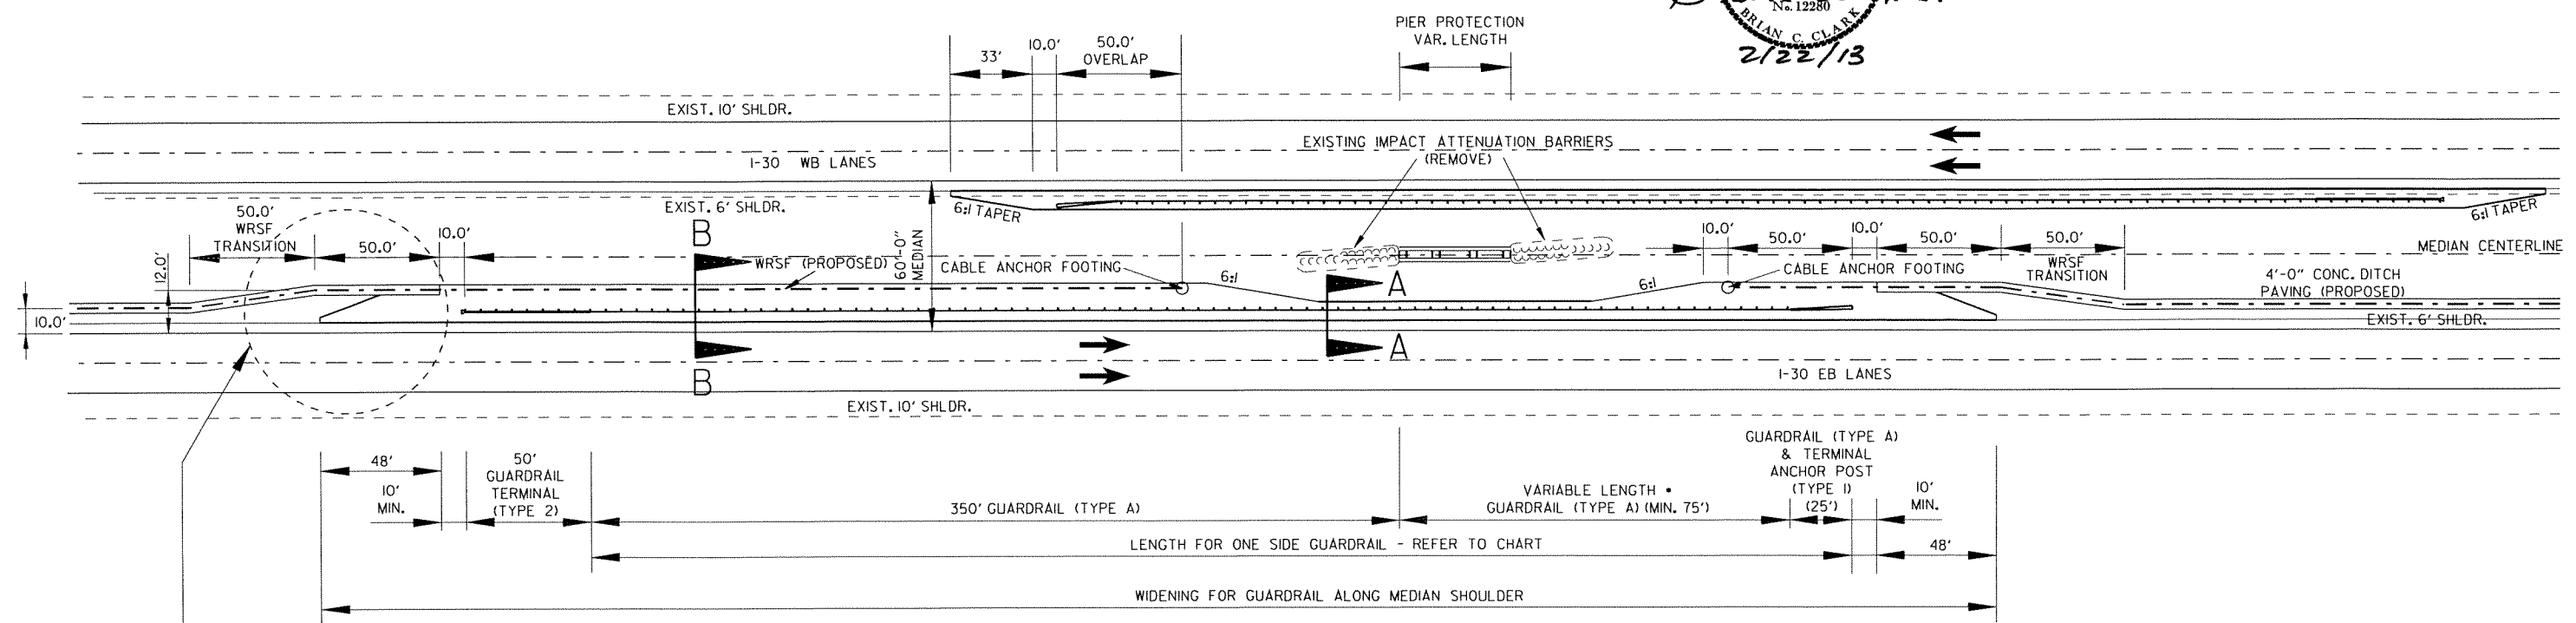 No. 12280
BRIAN C. CLARK
2/22/13
PIER PROTECTION
VAR. LENGTH
33'
10.0'
50.0'
OVERLAP
EXIST. 10' SHLDR.
EXISTING IMPACT ATTENUATION BARRIERS
(REMOVE)
I-30 WB LANES
EXIST. 6' SHLDR.
6:1 TAPER
6:1 TAPER
50.0'
WRSF
TRANSITION
50.0'
10.0'
B
60'-0"
MEDIAN
10.0'
50.0'
10.0'
50.0'
50.0'
WRSF
TRANSITION
MEDIAN CENTERLINE
12.0'
WRSF (PROPOSED)
CABLE ANCHOR FOOTING
6:1
A
6:1
CABLE ANCHOR FOOTING
4'-0" CONC. DITCH
PAVING (PROPOSED)
10.0'
EXIST. 6' SHLDR.
B
A
I-30 EB LANES
EXIST. 10' SHLDR.
48'
10'
MIN.
50'
GUARDRAIL
TERMINAL
(TYPE 2)
350' GUARDRAIL (TYPE A)
VARIABLE LENGTH •
GUARDRAIL (TYPE A) (MIN. 75')
GUARDRAIL (TYPE A)
& TERMINAL
ANCHOR POST
(TYPE 1)
(25')
10'
MIN.
LENGTH FOR ONE SIDE GUARDRAIL - REFER TO CHART
48'
WIDENING FOR GUARDRAIL ALONG MEDIAN SHOULDER